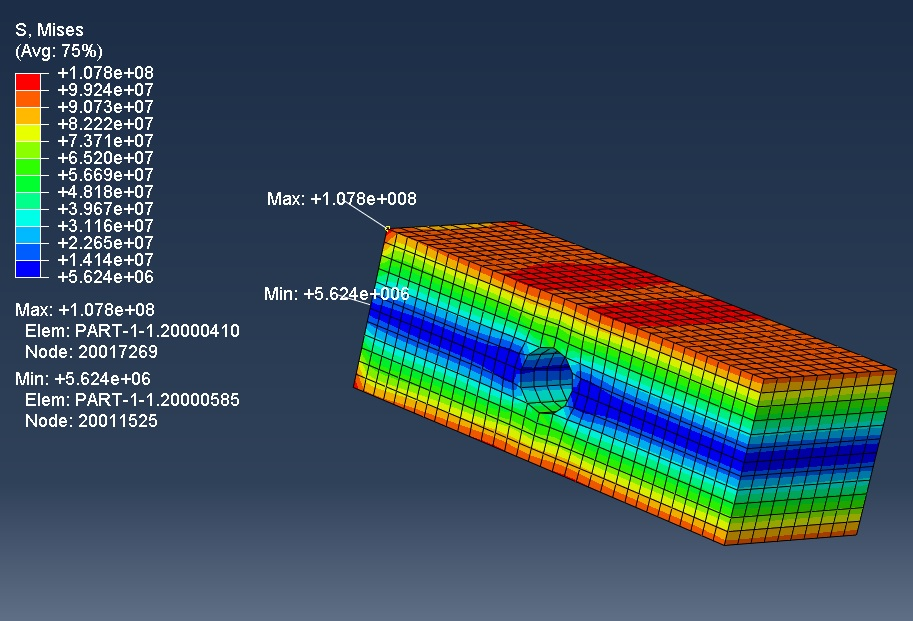 S, Mises
(Avg: 75%)
+1.078e+08
+9.924e+07
+9.073e+07
+8.222e+07
+7.371e+07
+6.520e+07
+5.669e+07
+4.818e+07
+3.967e+07
+3.116e+07
+2.265e+07
+1.414e+07
+5.624e+06
Max: +1.078e+08
Elem: PART-1-1.20000410
Node: 20017269
Min: +5.624e+06
Elem: PART-1-1.20000585
Node: 20011525
Max: +1.078e+008
Min: +5.624e+006